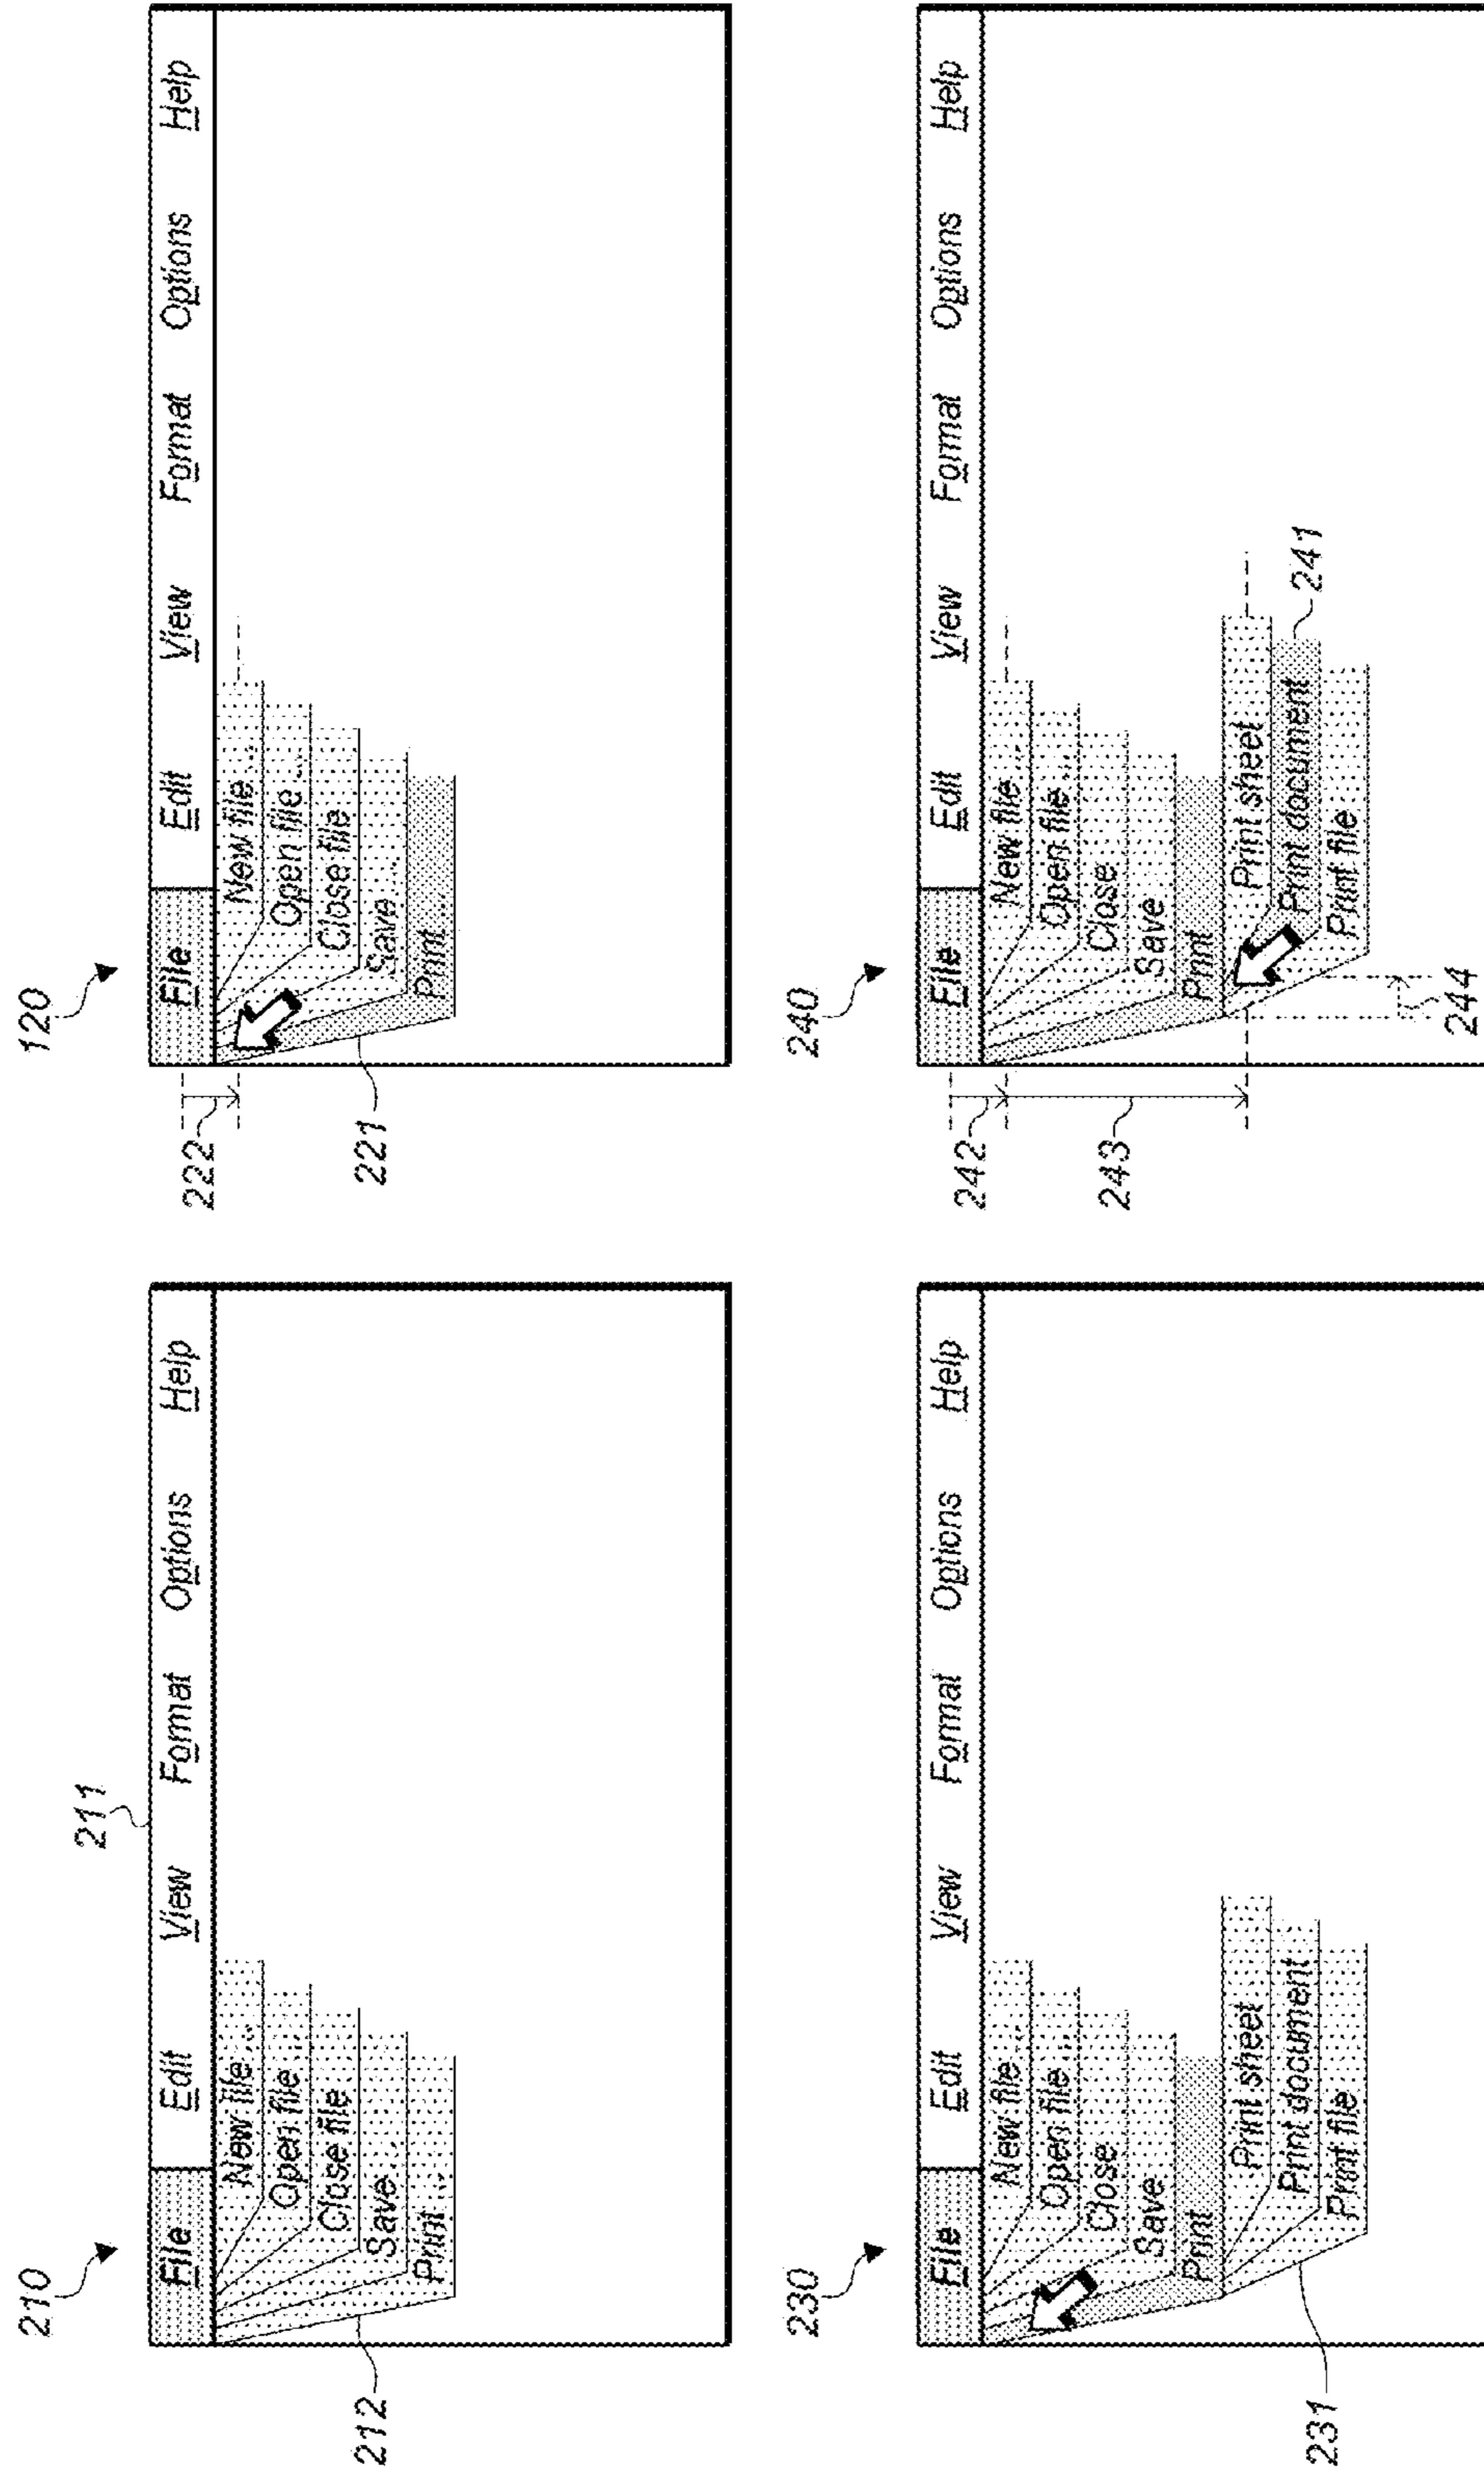 210
211
File Edit View Format Options Help
New file...
Open file...
Close file
Save...
Print...
212
120
File Edit View Format Options Help
222
New file...
Open file...
Close file
Save...
Print...
221
230
File Edit View Format Options Help
New file...
Open file...
Close
Save
Print
Print sheet
Print document
Print file
231
240
File Edit View Format Options Help
242
New file...
Open file...
Close
Save
Print
243
Print sheet
Print document
Print file
241
244